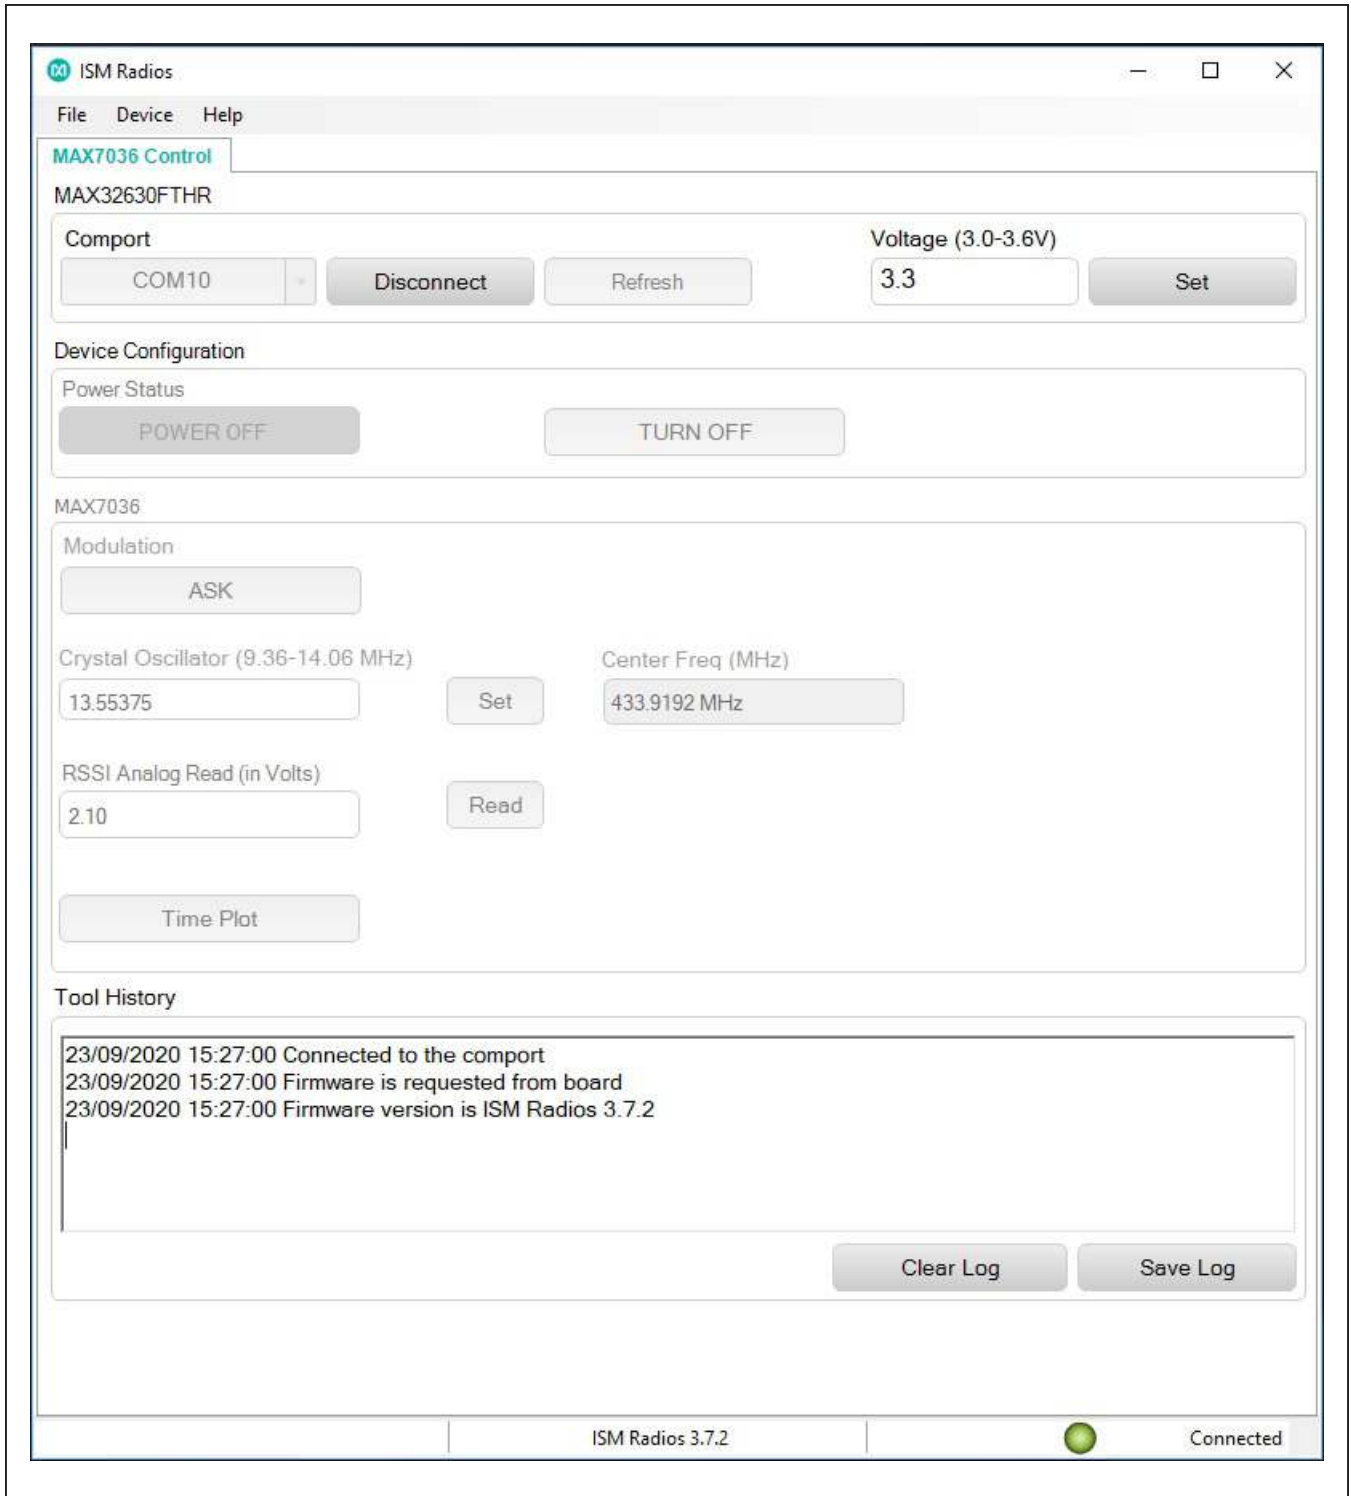 ISM Radios
File Device Help
MAX7036 Control
MAX32630FTHR
Comport Voltage (3.0-3.6V)
COM10 Disconnect Refresh 3.3 Set
Device Configuration
Power Status
POWER OFF TURN OFF
MAX7036
Modulation
ASK
Crystal Oscillator (9.36-14.06 MHz) Center Freq (MHz)
13.55375 Set 433.9192 MHz
RSSI Analog Read (in Volts)
2.10 Read
Time Plot
Tool History
23/09/2020 15:27:00 Connected to the comport
23/09/2020 15:27:00 Firmware is requested from board
23/09/2020 15:27:00 Firmware version is ISM Radios 3.7.2
Clear Log Save Log
ISM Radios 3.7.2 Connected